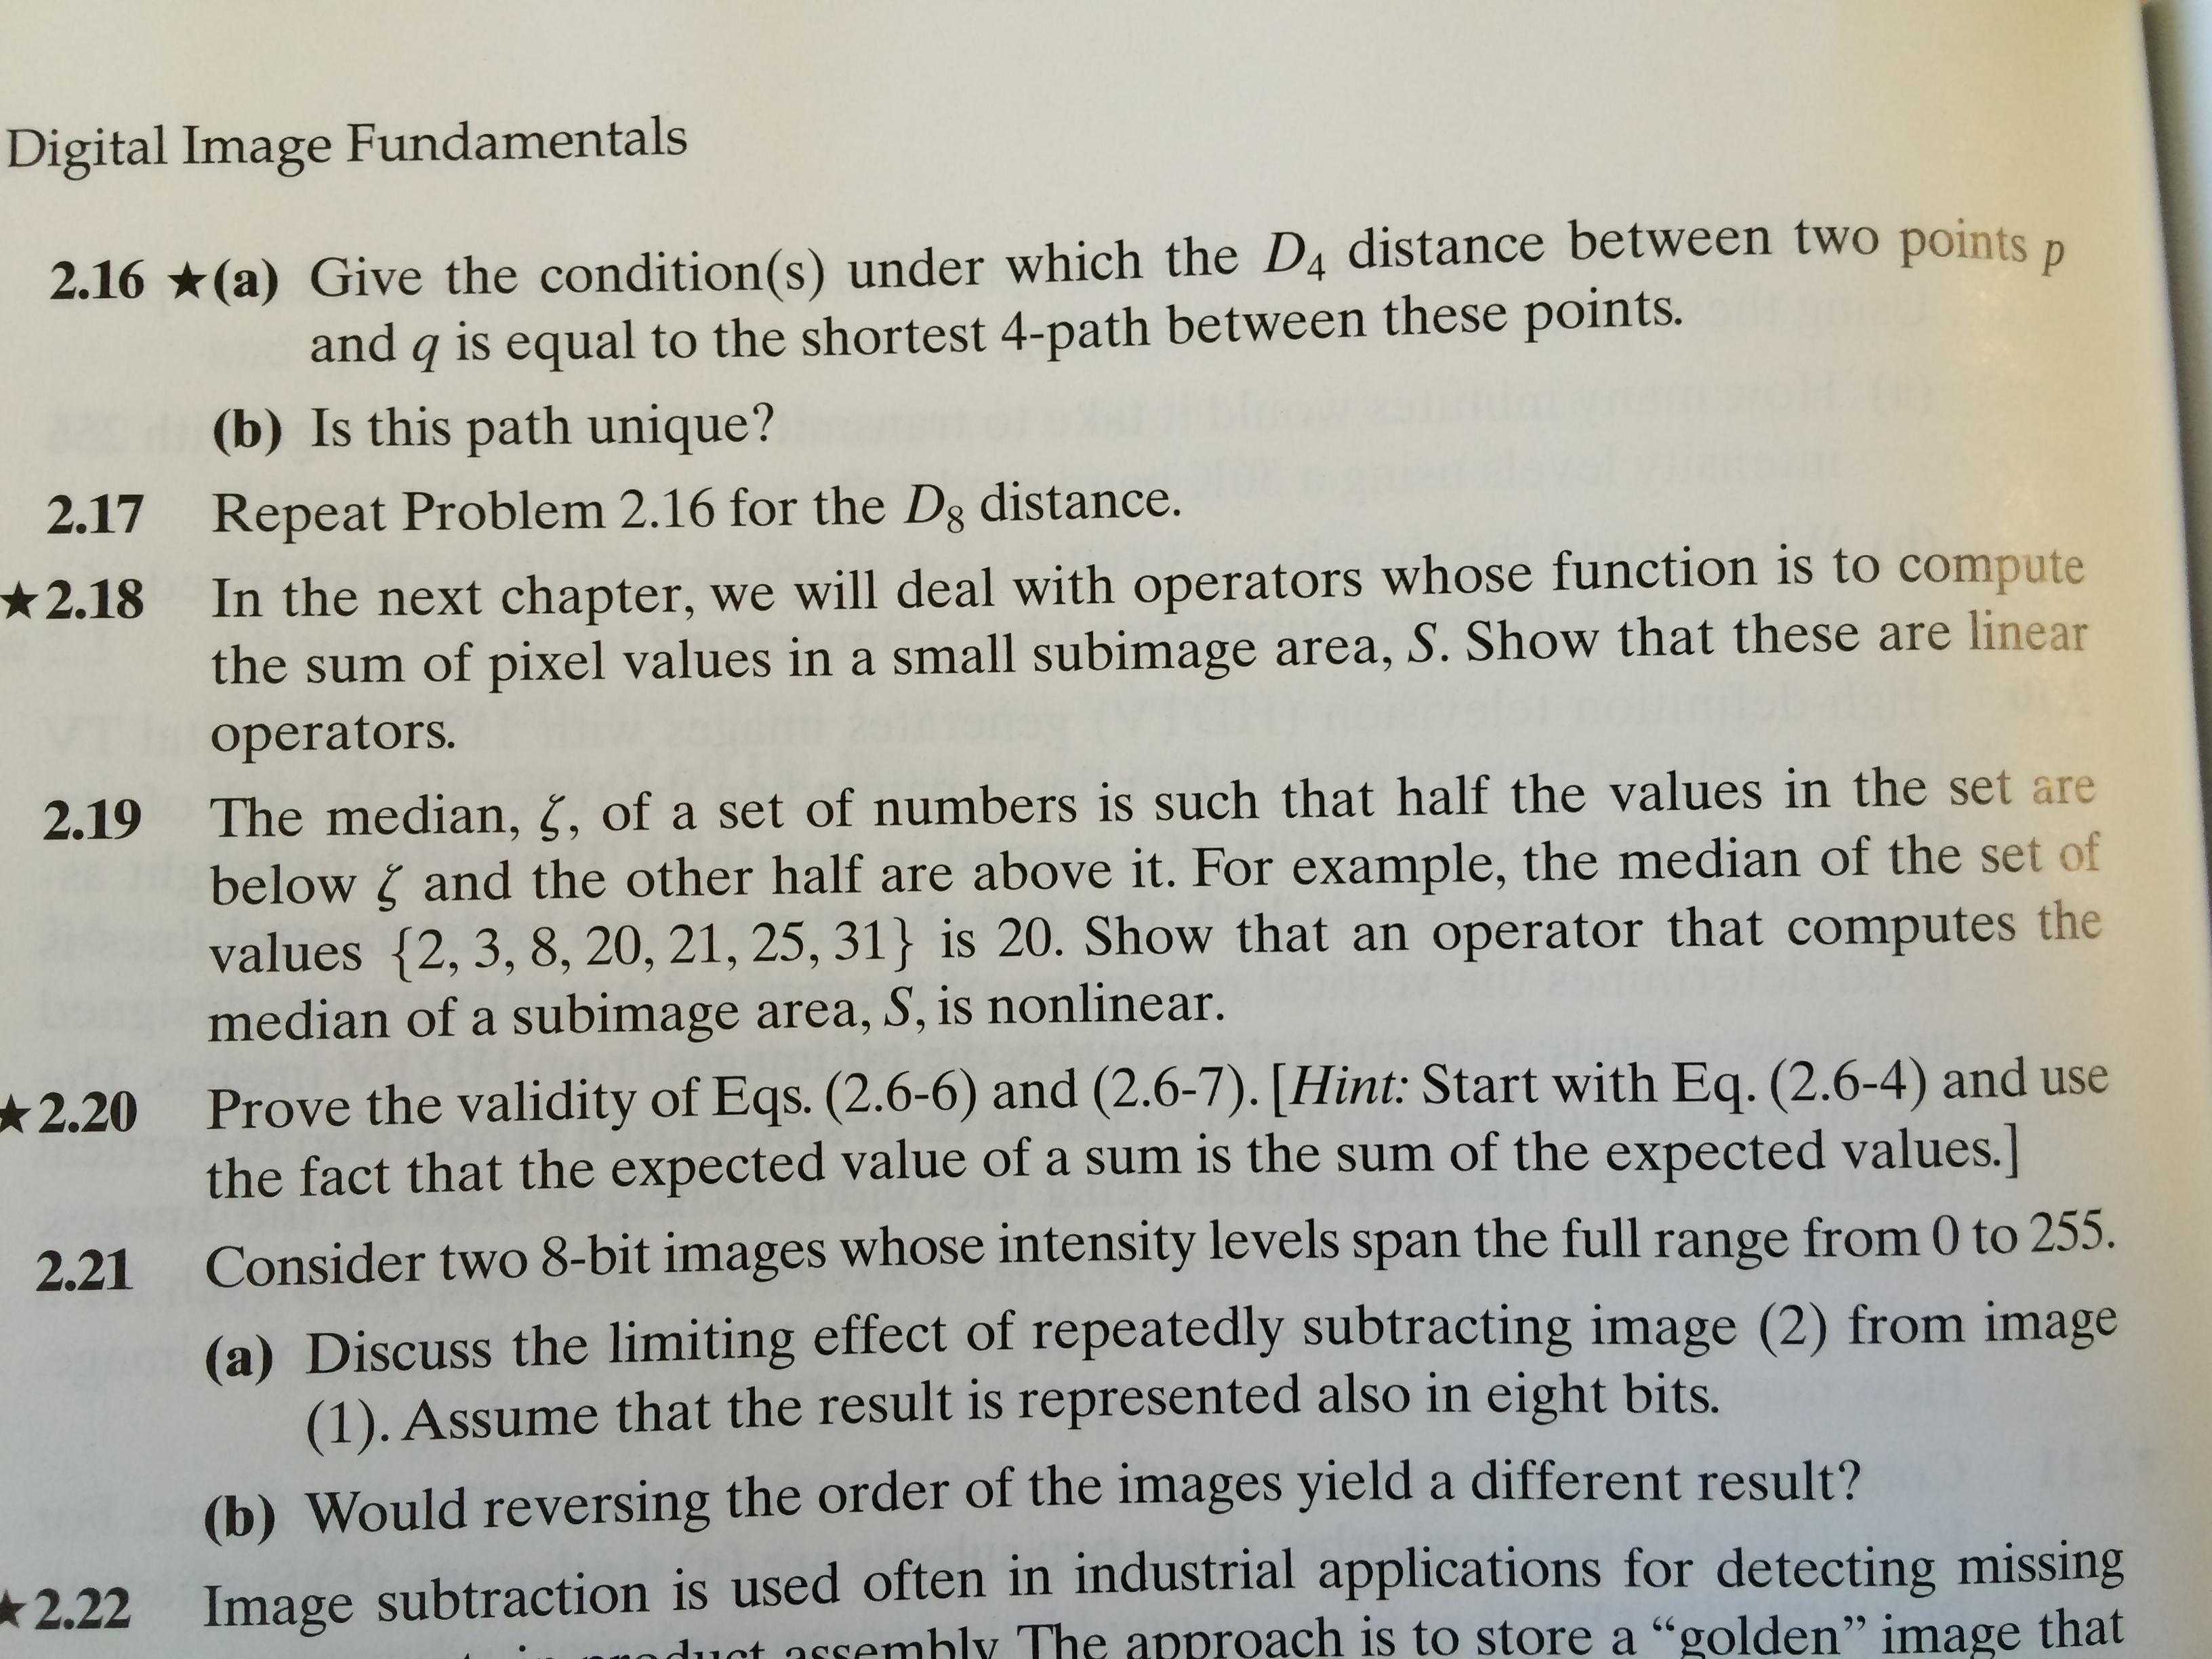 Digital Image Fundamentals
2.16 ★(a) Give the condition(s) under which the D₄ distance between two points p
and q is equal to the shortest 4-path between these points.
(b) Is this path unique?
2.17 Repeat Problem 2.16 for the D₈ distance.
★2.18 In the next chapter, we will deal with operators whose function is to compute
the sum of pixel values in a small subimage area, S. Show that these are linear
operators.
2.19 The median, ζ, of a set of numbers is such that half the values in the set are
below ζ and the other half are above it. For example, the median of the set of
values {2, 3, 8, 20, 21, 25, 31} is 20. Show that an operator that computes the
median of a subimage area, S, is nonlinear.
★2.20 Prove the validity of Eqs. (2.6-6) and (2.6-7). [Hint: Start with Eq. (2.6-4) and use
the fact that the expected value of a sum is the sum of the expected values.]
2.21 Consider two 8-bit images whose intensity levels span the full range from 0 to 255.
(a) Discuss the limiting effect of repeatedly subtracting image (2) from image
(1). Assume that the result is represented also in eight bits.
(b) Would reversing the order of the images yield a different result?
★2.22 Image subtraction is used often in industrial applications for detecting missing
in product assembly. The approach is to store a “golden” image that